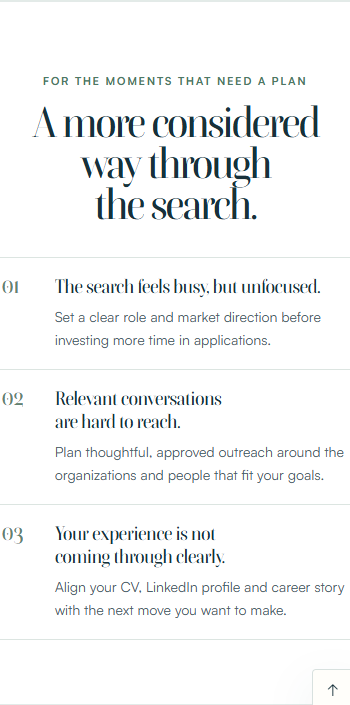 FOR THE MOMENTS THAT NEED A PLAN
A more considered
way through
the search.
01
The search feels busy, but unfocused.
Set a clear role and market direction before
investing more time in applications.
02
Relevant conversations
are hard to reach.
Plan thoughtful, approved outreach around the
organizations and people that fit your goals.
03
Your experience is not
coming through clearly.
Align your CV, LinkedIn profile and career story
with the next move you want to make.